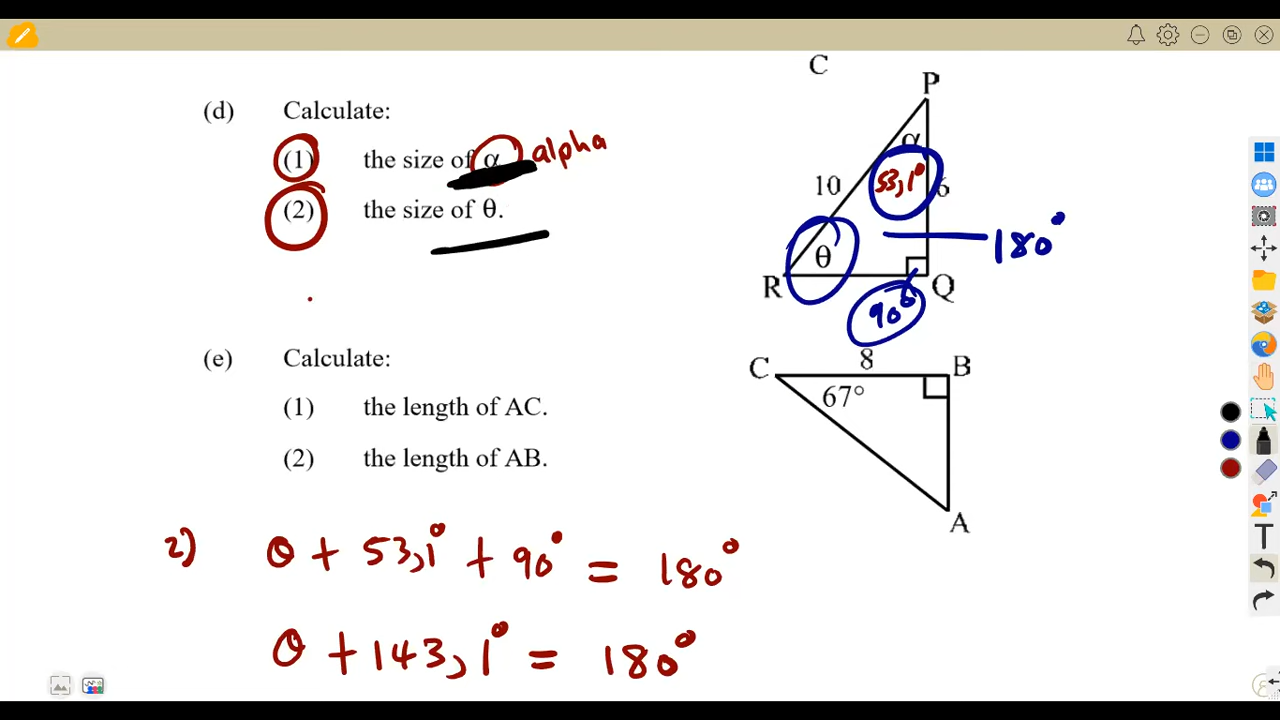 C
(d) Calculate:
(1) the size of α alpha
(2) the size of θ.
P
α
53,1°
10
6
θ
180°
R
Q
90°
(e) Calculate:
(1) the length of AC.
(2) the length of AB.
C
8
B
67°
A
2) θ + 53,1° + 90° = 180°
θ + 143,1° = 180°
T